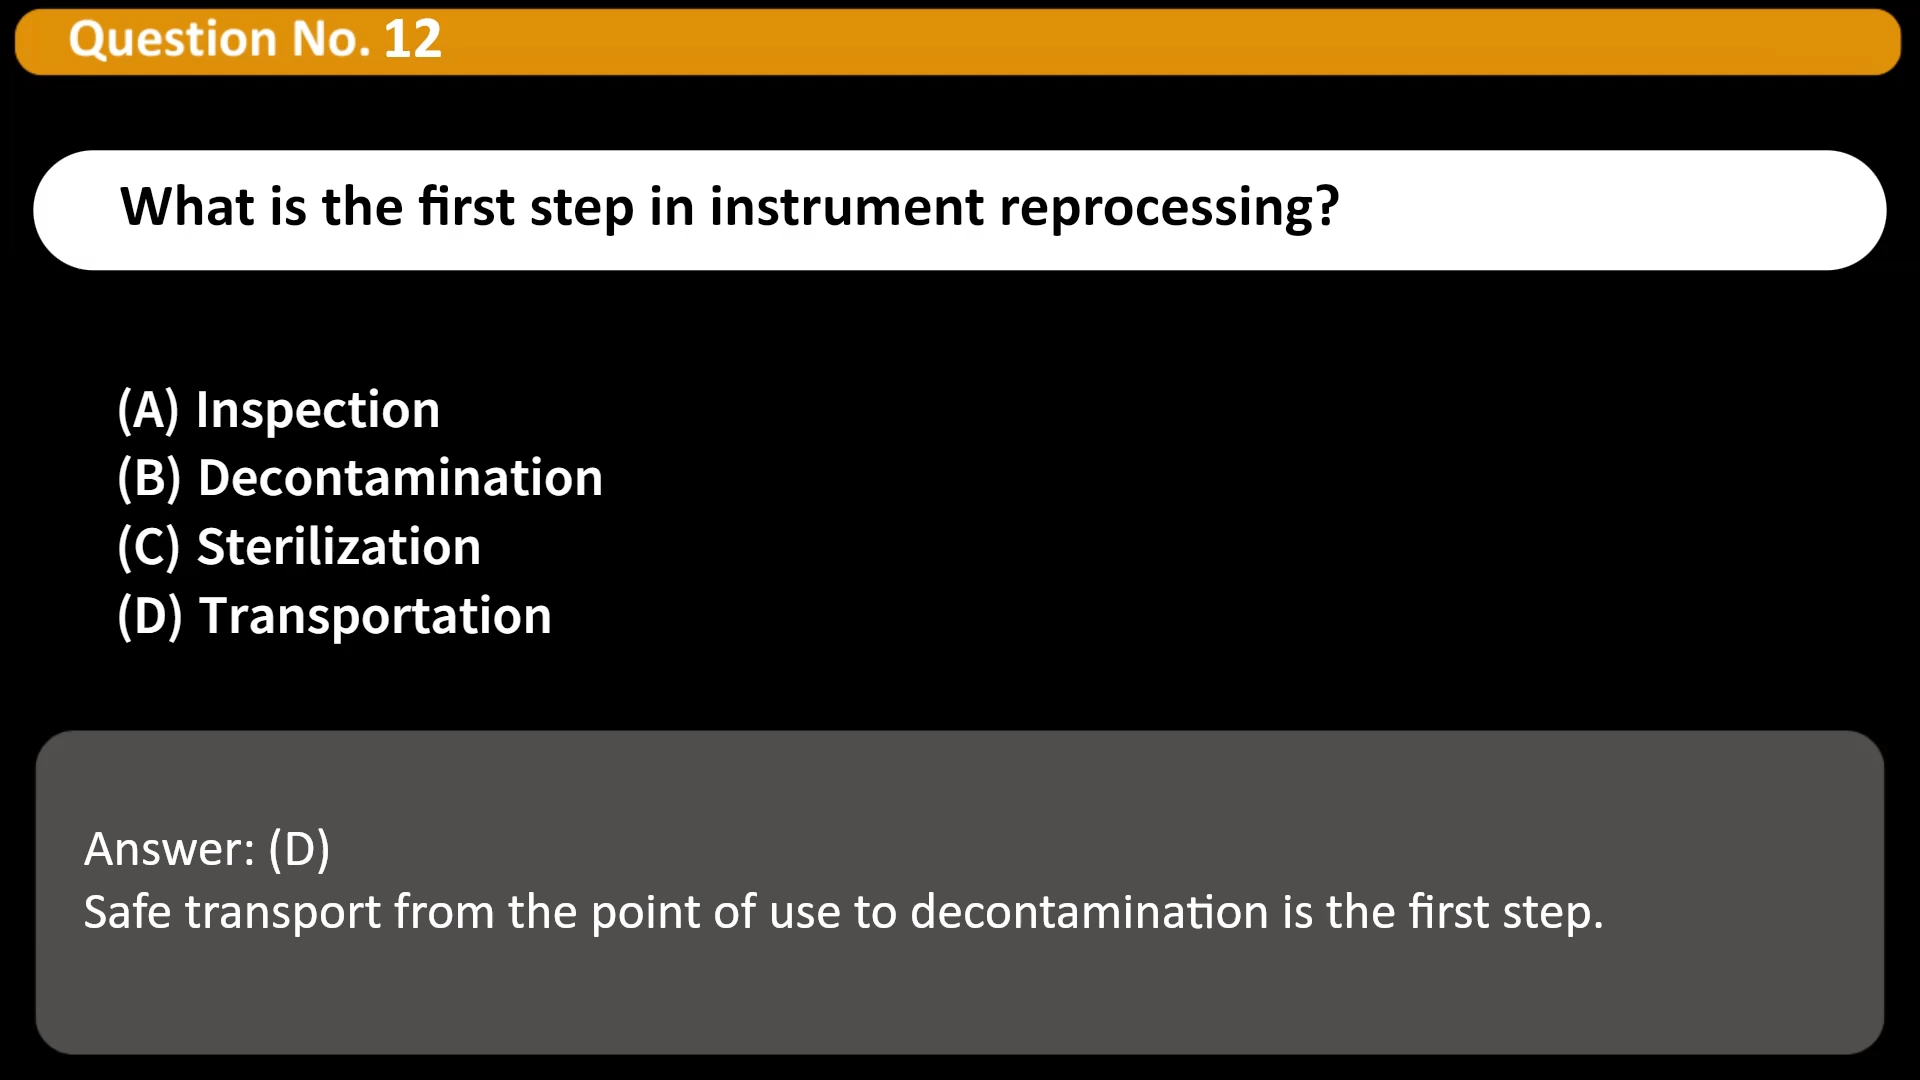 Question No. 12
What is the first step in instrument reprocessing?
(A) Inspection
(B) Decontamination
(C) Sterilization
(D) Transportation
Answer: (D)
Safe transport from the point of use to decontamination is the first step.